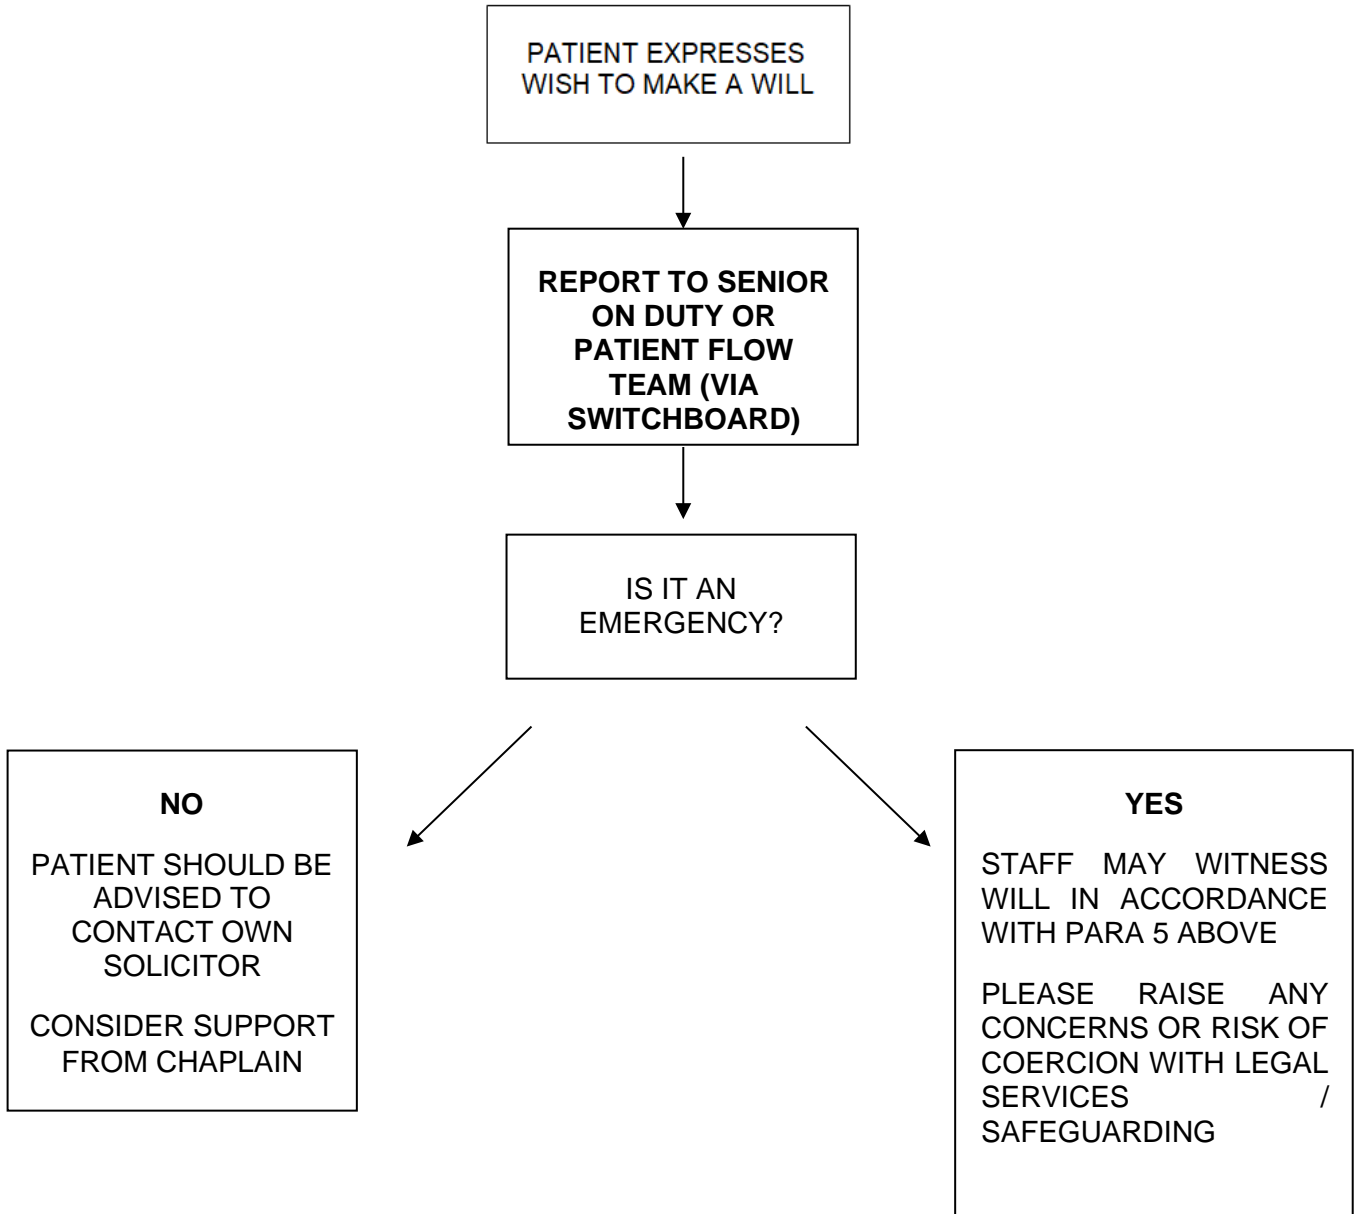 PATIENT EXPRESSES
WISH TO MAKE A WILL
REPORT TO SENIOR
ON DUTY OR
PATIENT FLOW
TEAM (VIA
SWITCHBOARD)
IS IT AN
EMERGENCY?
NO
PATIENT SHOULD BE
ADVISED TO
CONTACT OWN
SOLICITOR
CONSIDER SUPPORT
FROM CHAPLAIN
YES
STAFF MAY WITNESS
WILL IN ACCORDANCE
WITH PARA 5 ABOVE
PLEASE RAISE ANY
CONCERNS OR RISK OF
COERCION WITH LEGAL
SERVICES /
SAFEGUARDING